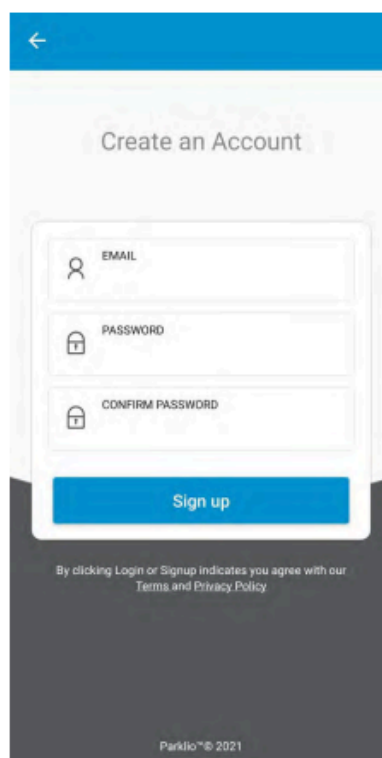 Create an Account
EMAIL
PASSWORD
CONFIRM PASSWORD
Sign up
By clicking Login or Signup indicates you agree with our
Terms and Privacy Policy
Parklio™© 2021